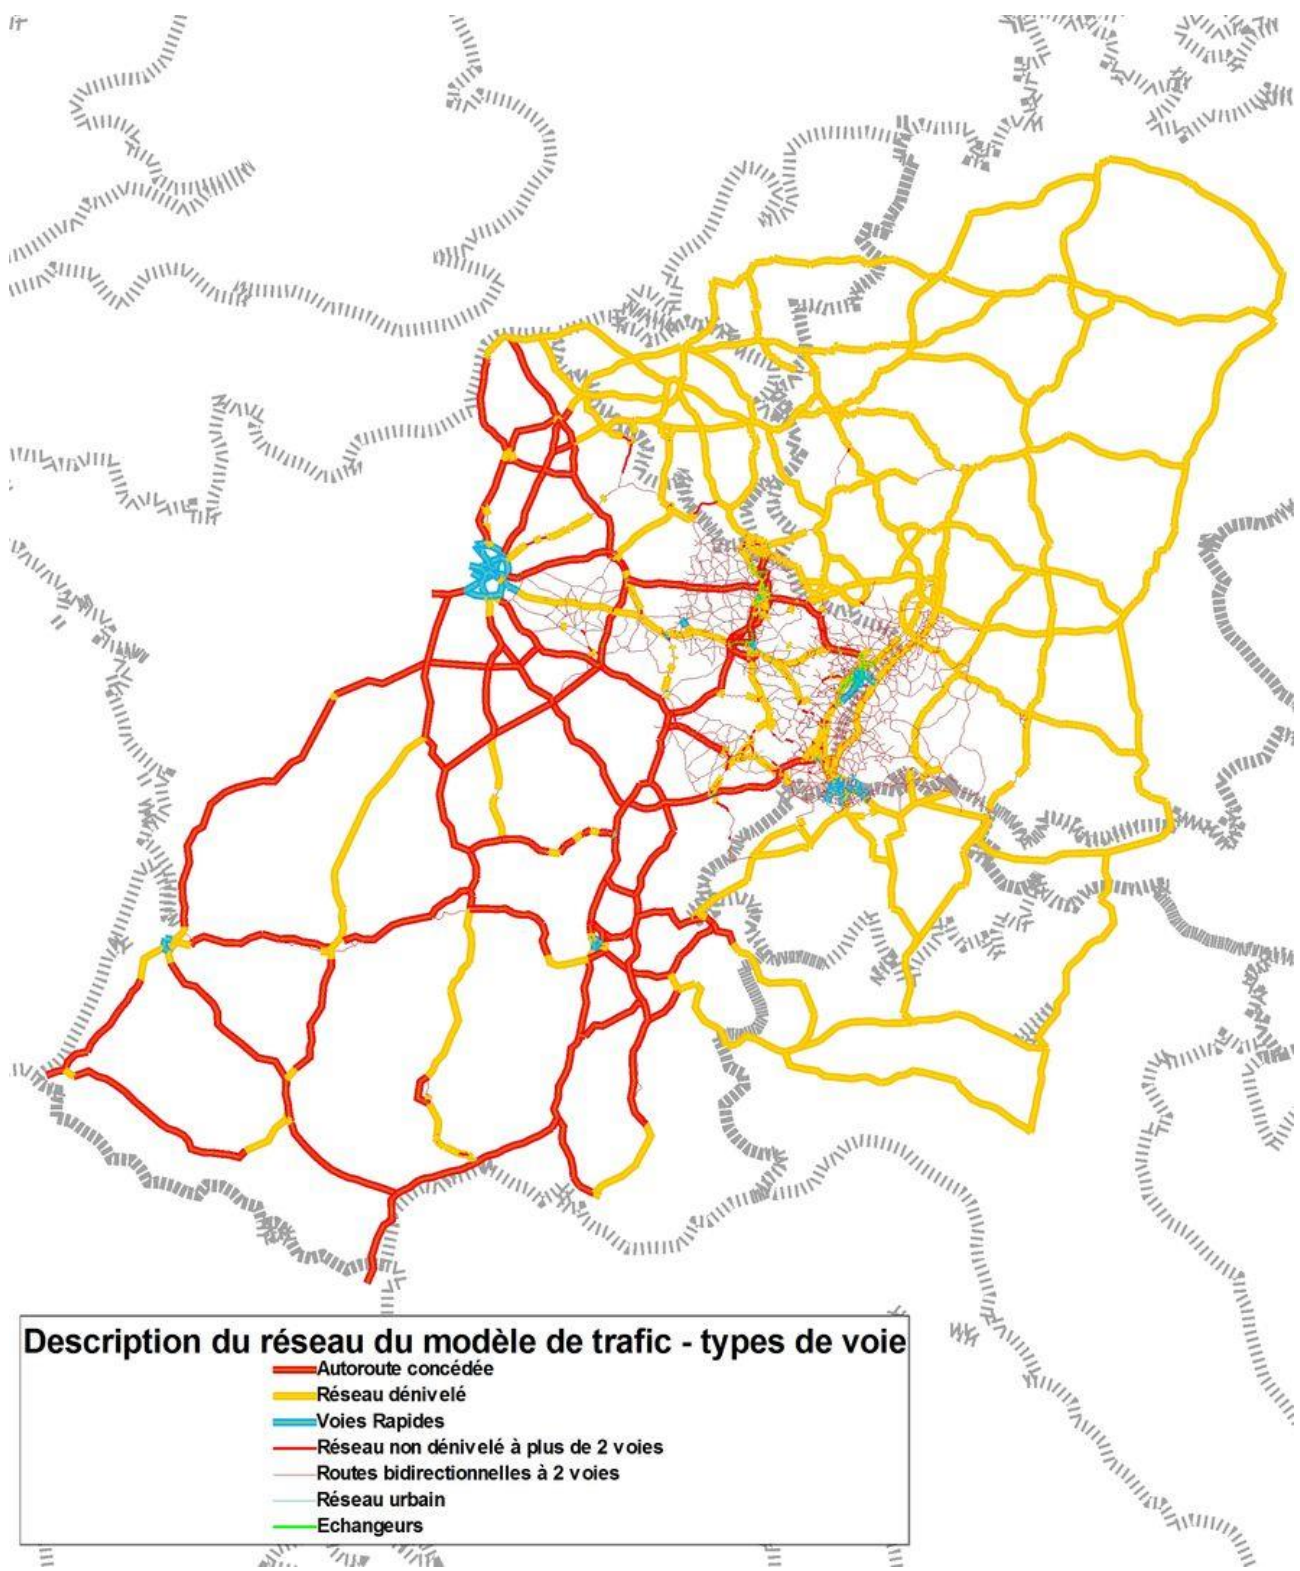 Description du réseau du modèle de trafic - types de voie
Autoroute concédée
Réseau dénivelé
Voies Rapides
Réseau non dénivelé à plus de 2 voies
Routes bidirectionnelles à 2 voies
Réseau urbain
Echangeurs